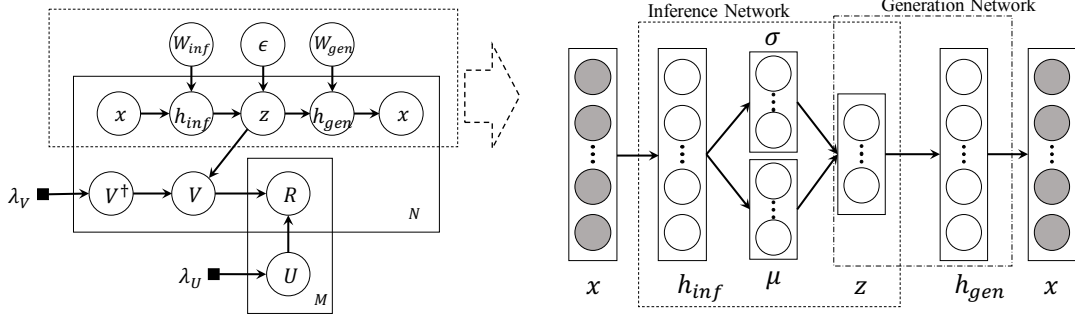 Inference Network
Generation Network
W_inf
ϵ
W_gen
x
h_inf
z
h_gen
x
λ_V
V†
V
R
N
λ_U
U
M
σ
μ
x
h_inf
z
h_gen
x